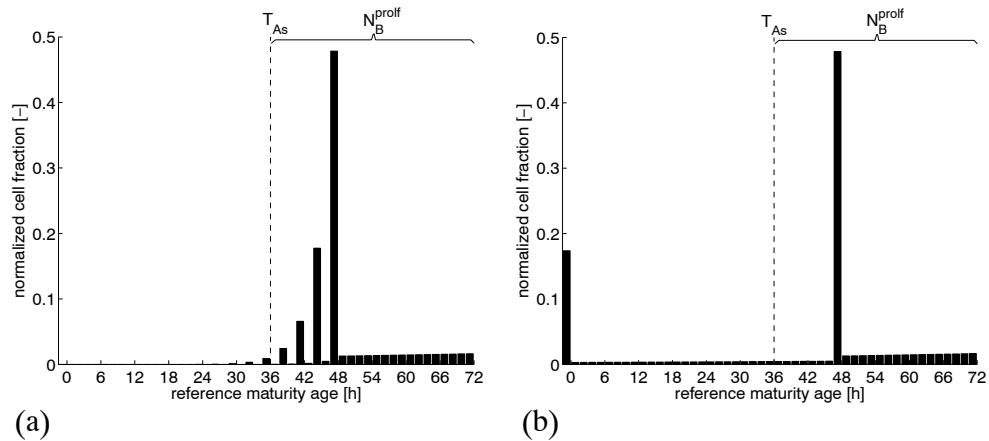 T_As N_B^prolf
0.5
0.4
0.3
0.2
0.1
0
normalized cell fraction [−]
0 6 12 18 24 30 36 42 48 54 60 66 72
reference maturity age [h]
(a)
T_As N_B^prolf
0.5
0.4
0.3
0.2
0.1
0
normalized cell fraction [−]
0 6 12 18 24 30 36 42 48 54 60 66 72
reference maturity age [h]
(b)